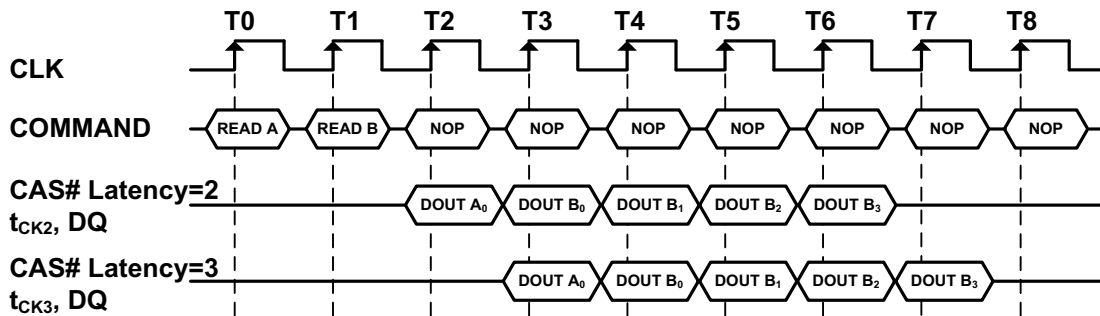 T0 T1 T2 T3 T4 T5 T6 T7 T8
CLK
COMMAND READ A READ B NOP NOP NOP NOP NOP NOP NOP
CAS# Latency=2
t_CK2, DQ DOUT A₀ DOUT B₀ DOUT B₁ DOUT B₂ DOUT B₃
CAS# Latency=3
t_CK3, DQ DOUT A₀ DOUT B₀ DOUT B₁ DOUT B₂ DOUT B₃